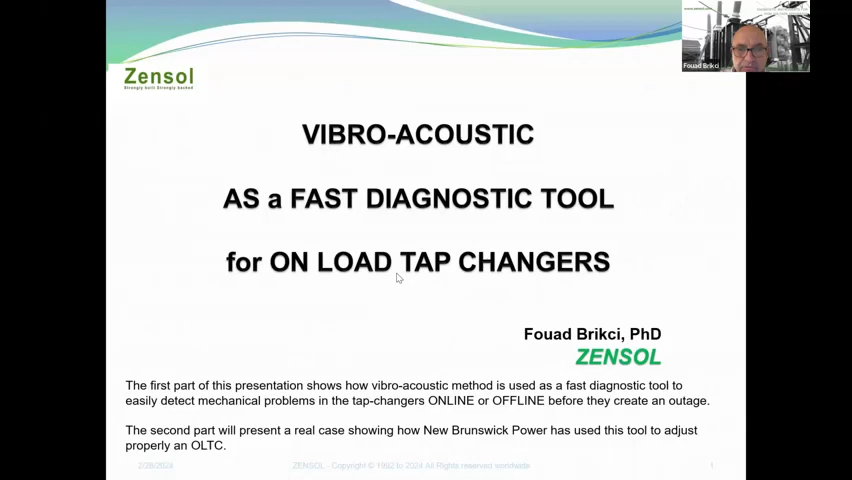 Fouad Brikci
Zensol
Strongly built Strongly backed
VIBRO-ACOUSTIC
AS a FAST DIAGNOSTIC TOOL
for ON LOAD TAP CHANGERS
Fouad Brikci, PhD
ZENSOL
The first part of this presentation shows how vibro-acoustic method is used as a fast diagnostic tool to
easily detect mechanical problems in the tap-changers ONLINE or OFFLINE before they create an outage.
The second part will present a real case showing how New Brunswick Power has used this tool to adjust
properly an OLTC.
ZENSOL - Copyright © 1992 to 2024 All Rights reserved worldwide
1